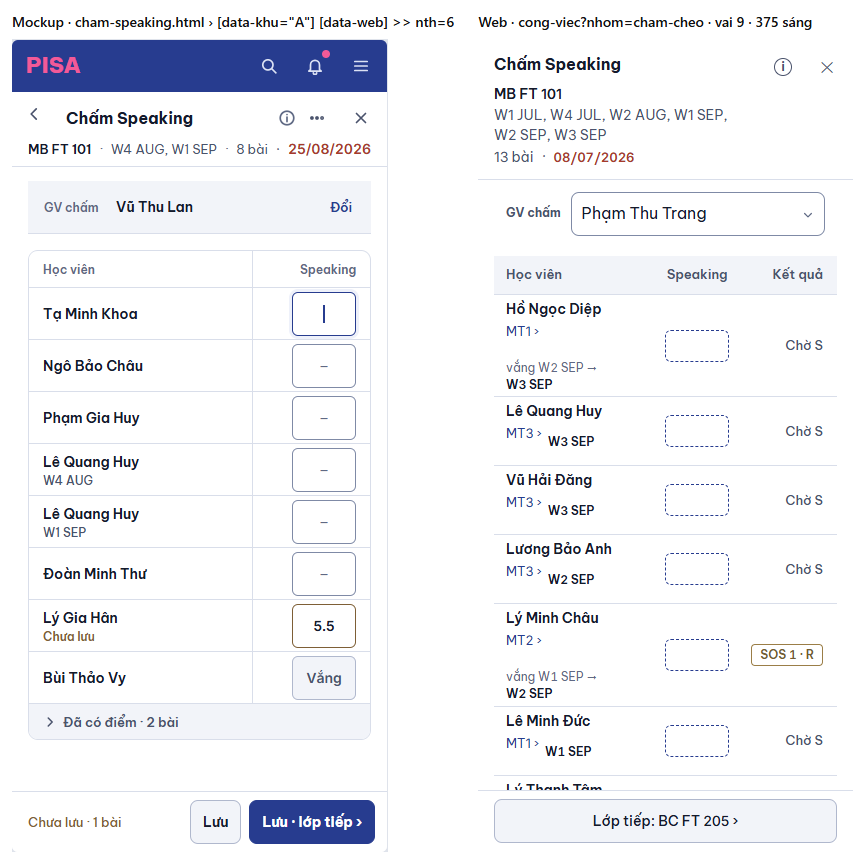 Mockup · cham-speaking.html › [data-khu="A"] [data-web] >> nth=6
PISA
Chấm Speaking
MB FT 101 · W4 AUG, W1 SEP · 8 bài · 25/08/2026
GV chấm Vũ Thu Lan Đổi
Học viên Speaking
Tạ Minh Khoa
Ngô Bảo Châu –
Phạm Gia Huy –
Lê Quang Huy –
W4 AUG
Lê Quang Huy –
W1 SEP
Đoàn Minh Thư –
Lý Gia Hân 5.5
Chưa lưu
Bùi Thảo Vy Vắng
Đã có điểm · 2 bài
Chưa lưu · 1 bài Lưu Lưu · lớp tiếp ›
Web · cong-viec?nhom=cham-cheo · vai 9 · 375 sáng
Chấm Speaking
MB FT 101
W1 JUL, W4 JUL, W2 AUG, W1 SEP,
W2 SEP, W3 SEP
13 bài · 08/07/2026
GV chấm Phạm Thu Trang
Học viên Speaking Kết quả
Hồ Ngọc Diệp
MT1 ›
Chờ S
vắng W2 SEP →
W3 SEP
Lê Quang Huy
MT3 › W3 SEP Chờ S
Vũ Hải Đăng
MT3 › W3 SEP Chờ S
Lương Bảo Anh
MT3 › W2 SEP Chờ S
Lý Minh Châu
MT2 ›
SOS 1 · R
vắng W1 SEP →
W2 SEP
Lê Minh Đức
MT1 › W1 SEP Chờ S
Lý Thanh Tâm
Lớp tiếp: BC FT 205 ›